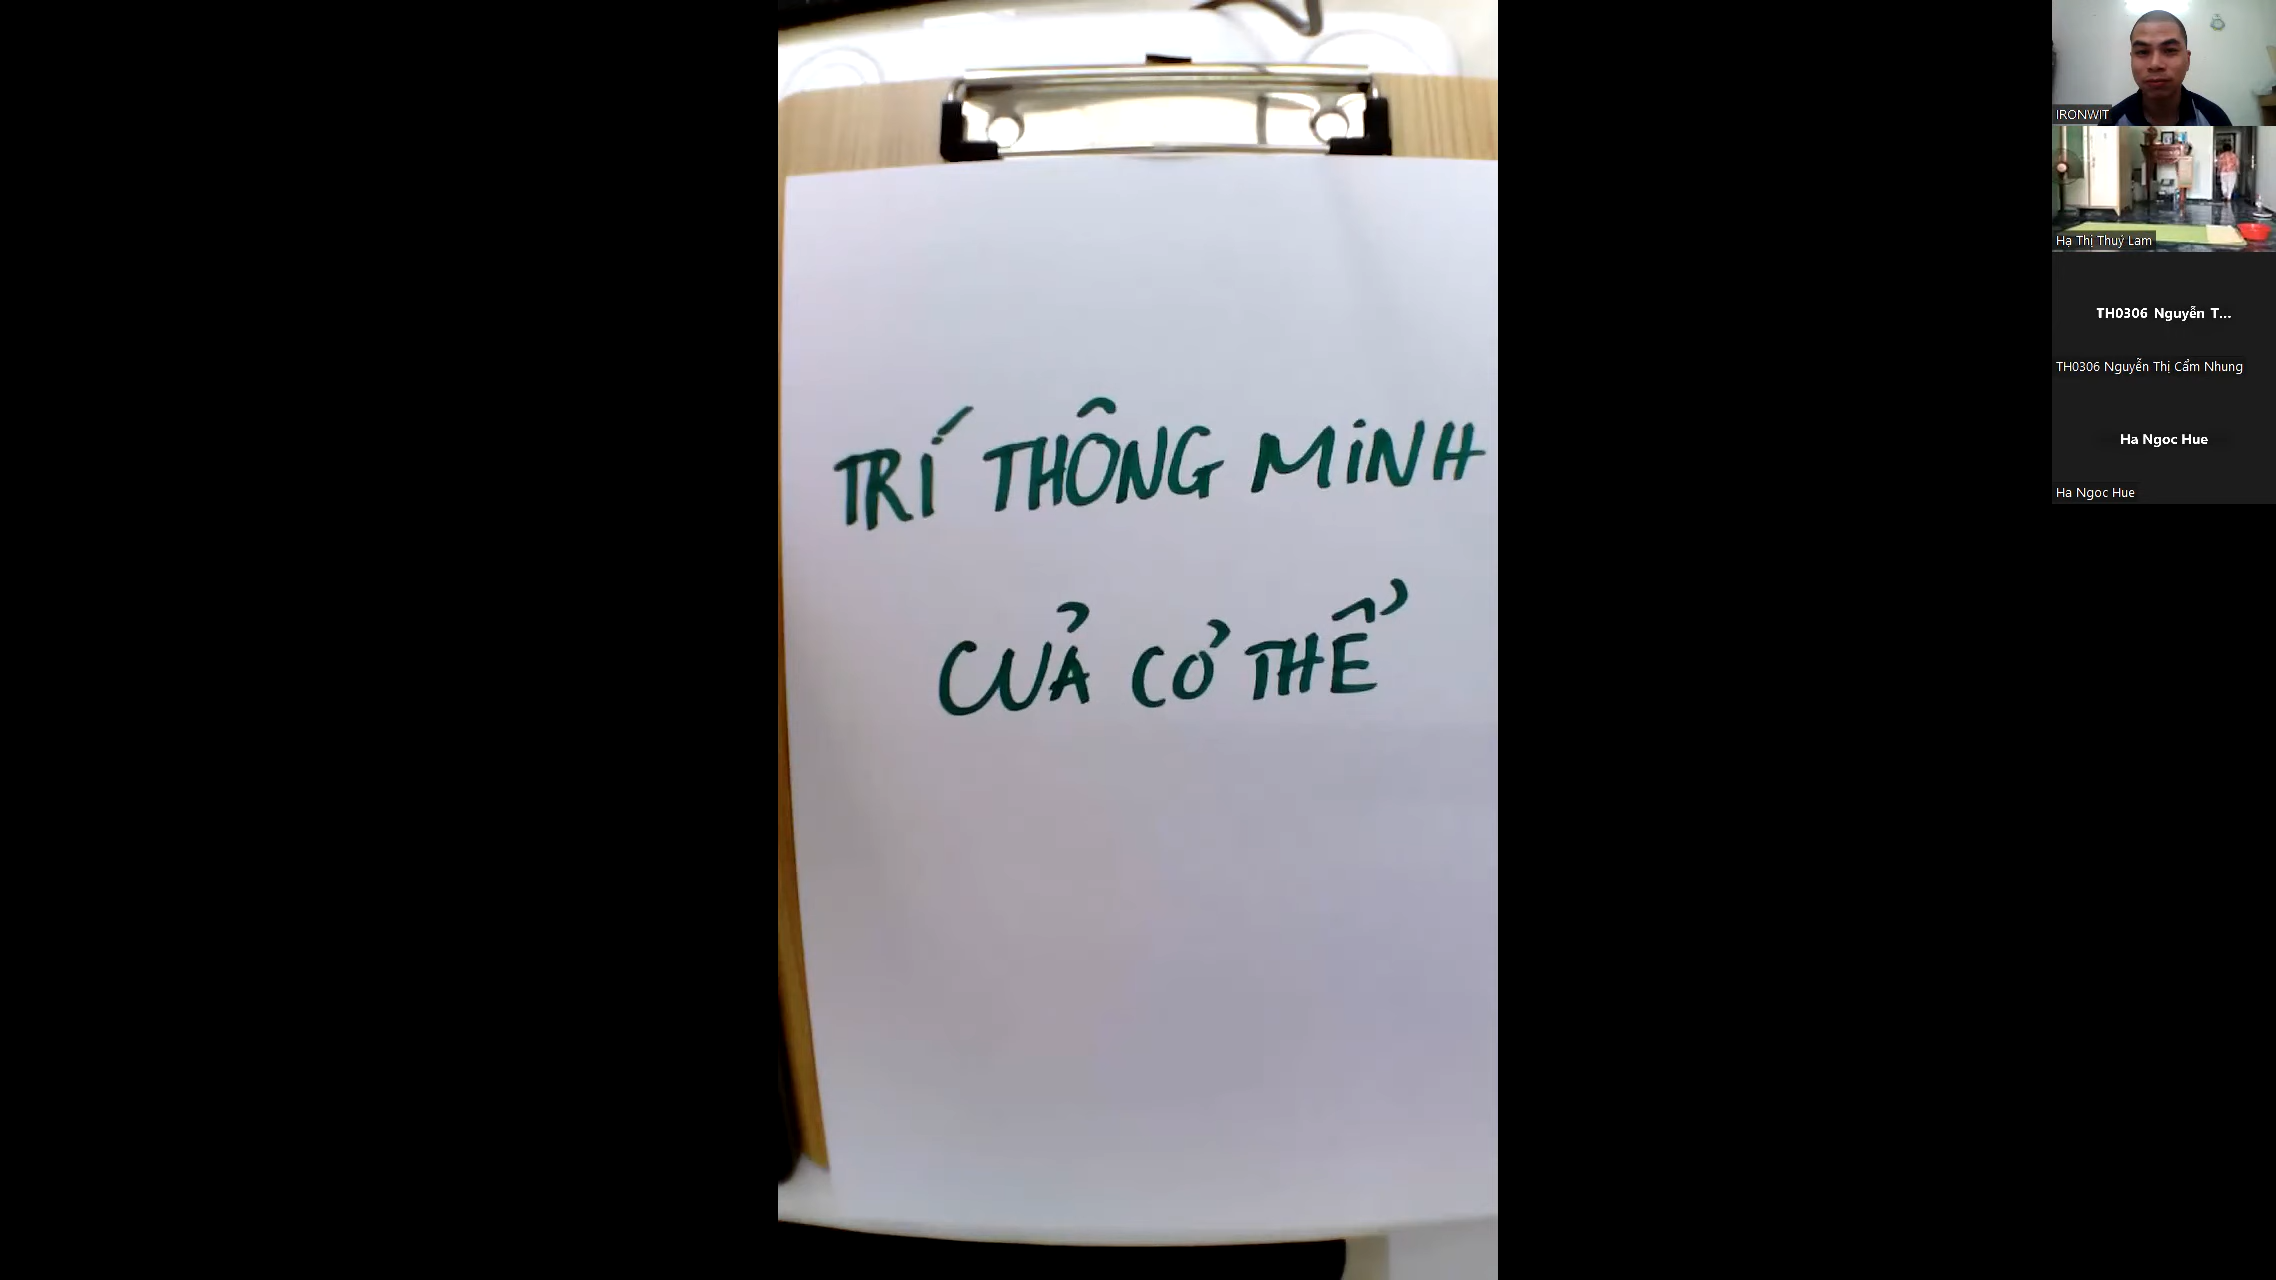 TRÍ THÔNG MINH
CỦA CƠ THỂ
IRONWIT
Hạ Thị Thuý Lam
TH0306 Nguyễn T...
TH0306 Nguyễn Thị Cẩm Nhung
Ha Ngoc Hue
Ha Ngoc Hue